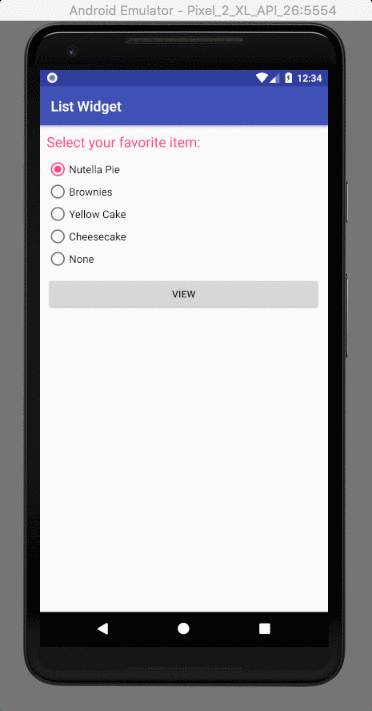 Android Emulator - Pixel_2_XL_API_26:5554
12:34
List Widget
Select your favorite item:
Nutella Pie
Brownies
Yellow Cake
Cheesecake
None
VIEW